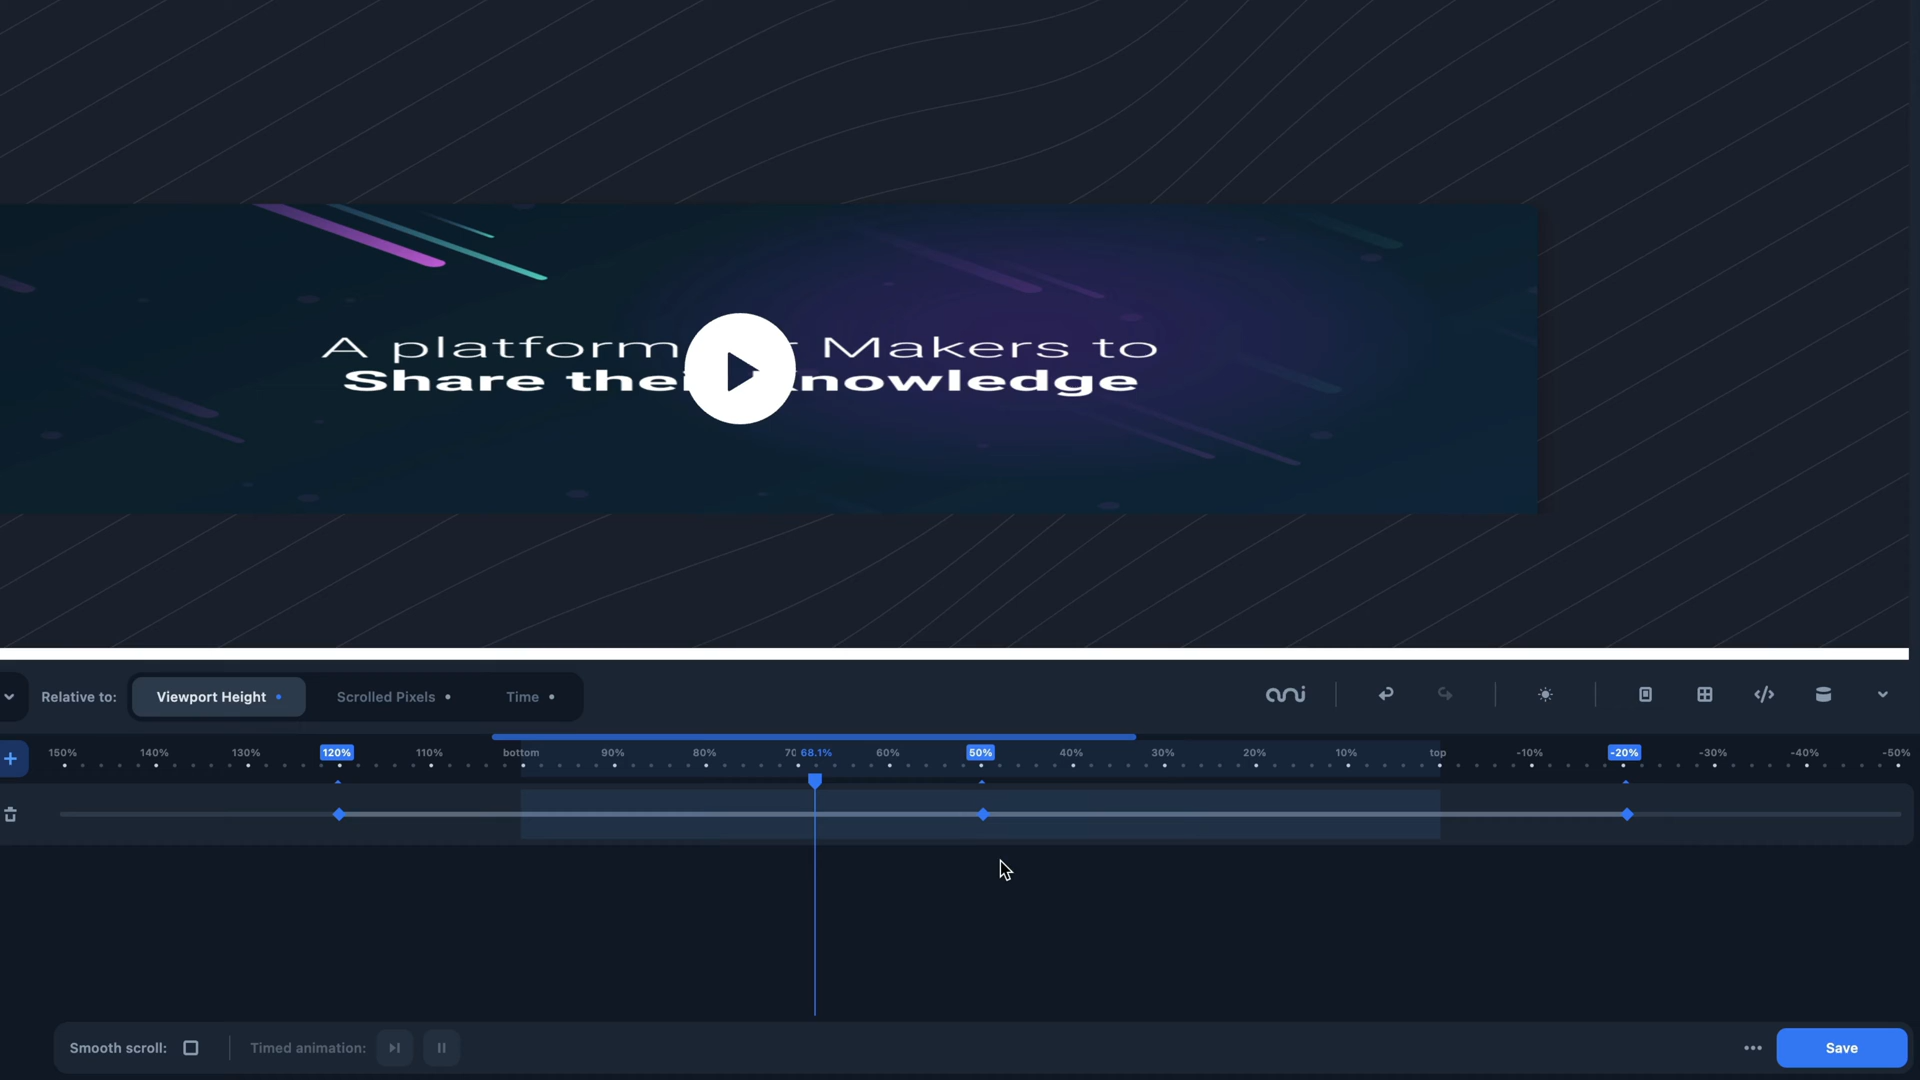 A platform Makers to
Share thei nowledge
Relative to: Viewport Height Scrolled Pixels Time
150% 140% 130% 120% 110% bottom 90% 80% 70 68.1% 60% 50% 40% 30% 20% 10% top -10% -20% -30% -40% -50%
Smooth scroll: Timed animation: Save